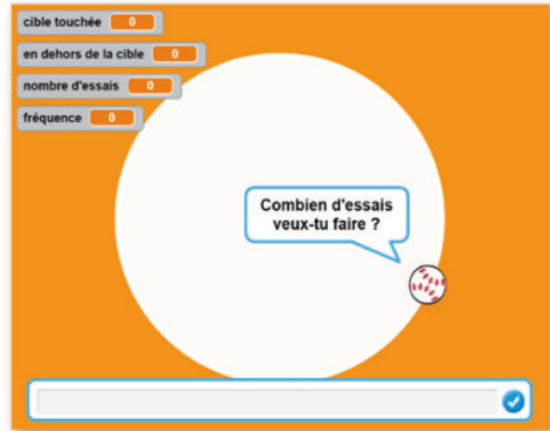 cible touchée 0
en dehors de la cible 0
nombre d'essais 0
fréquence 0
Combien d'essais
veux-tu faire ?